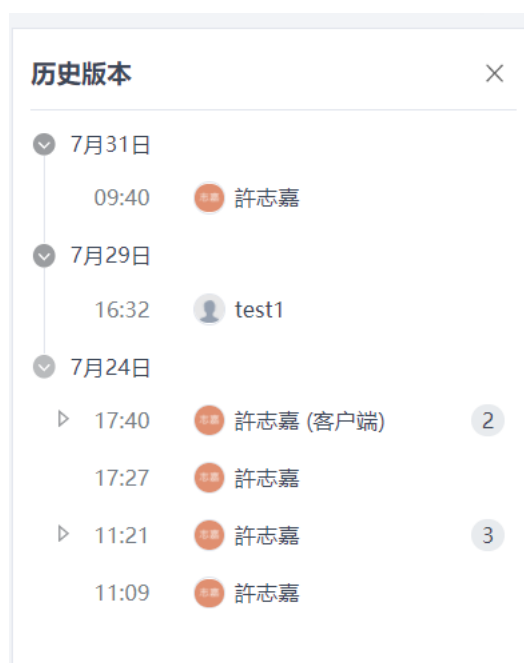 历史版本
7月31日
09:40 志嘉 許志嘉
7月29日
16:32 test1
7月24日
17:40 志嘉 許志嘉 (客户端) 2
17:27 志嘉 許志嘉
11:21 志嘉 許志嘉 3
11:09 志嘉 許志嘉